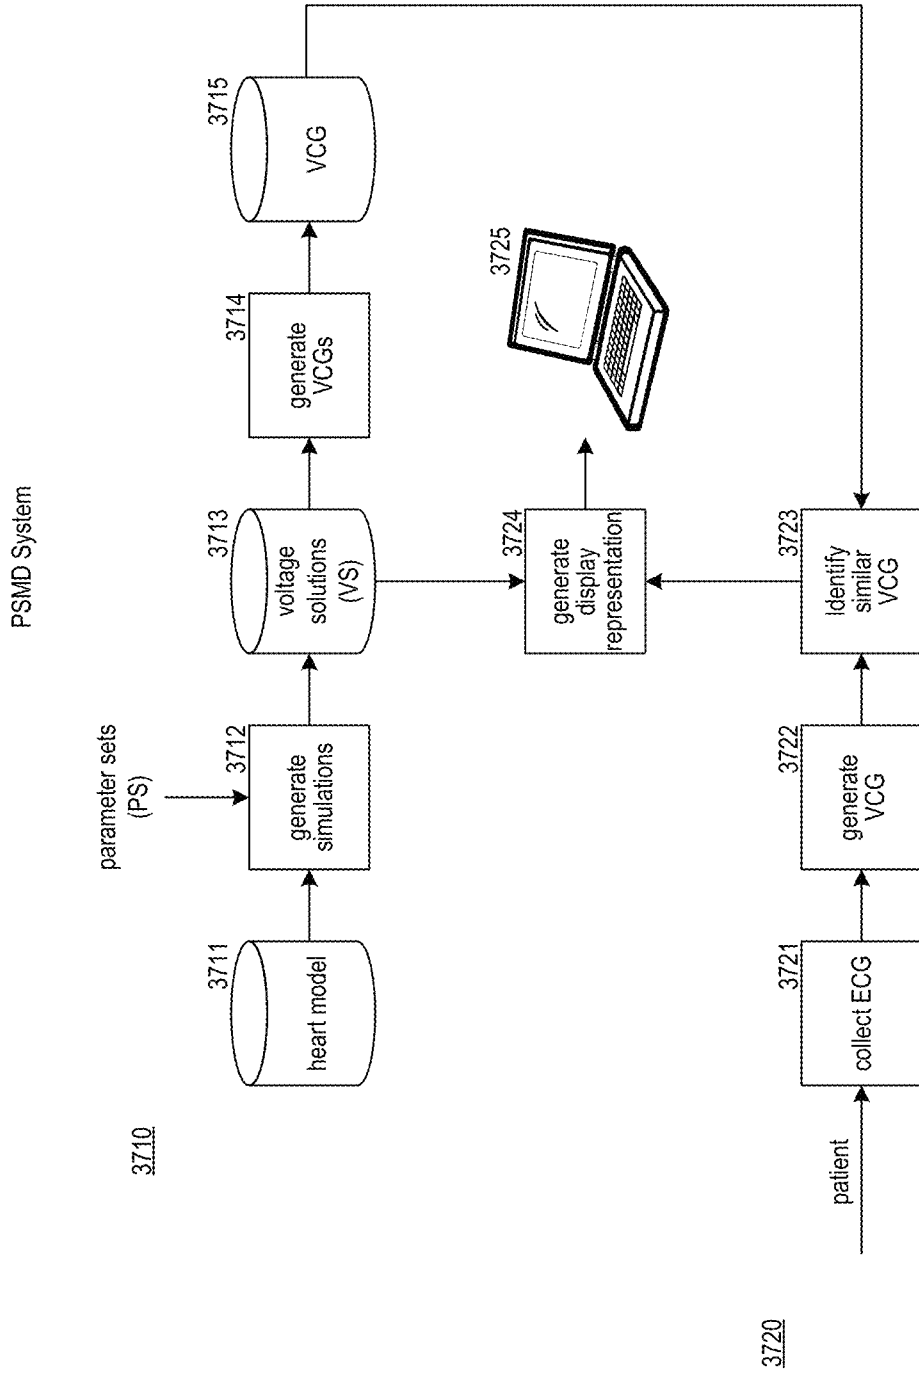 PSMD System
3710
parameter sets
(PS)
3711
heart model
3712
generate
simulations
3713
voltage
solutions
(VS)
3714
generate
VCGs
3715
VCG
3724
generate
display
representation
3725
3720
patient
3721
collect ECG
3722
generate
VCG
3723
Identify
similar
VCG